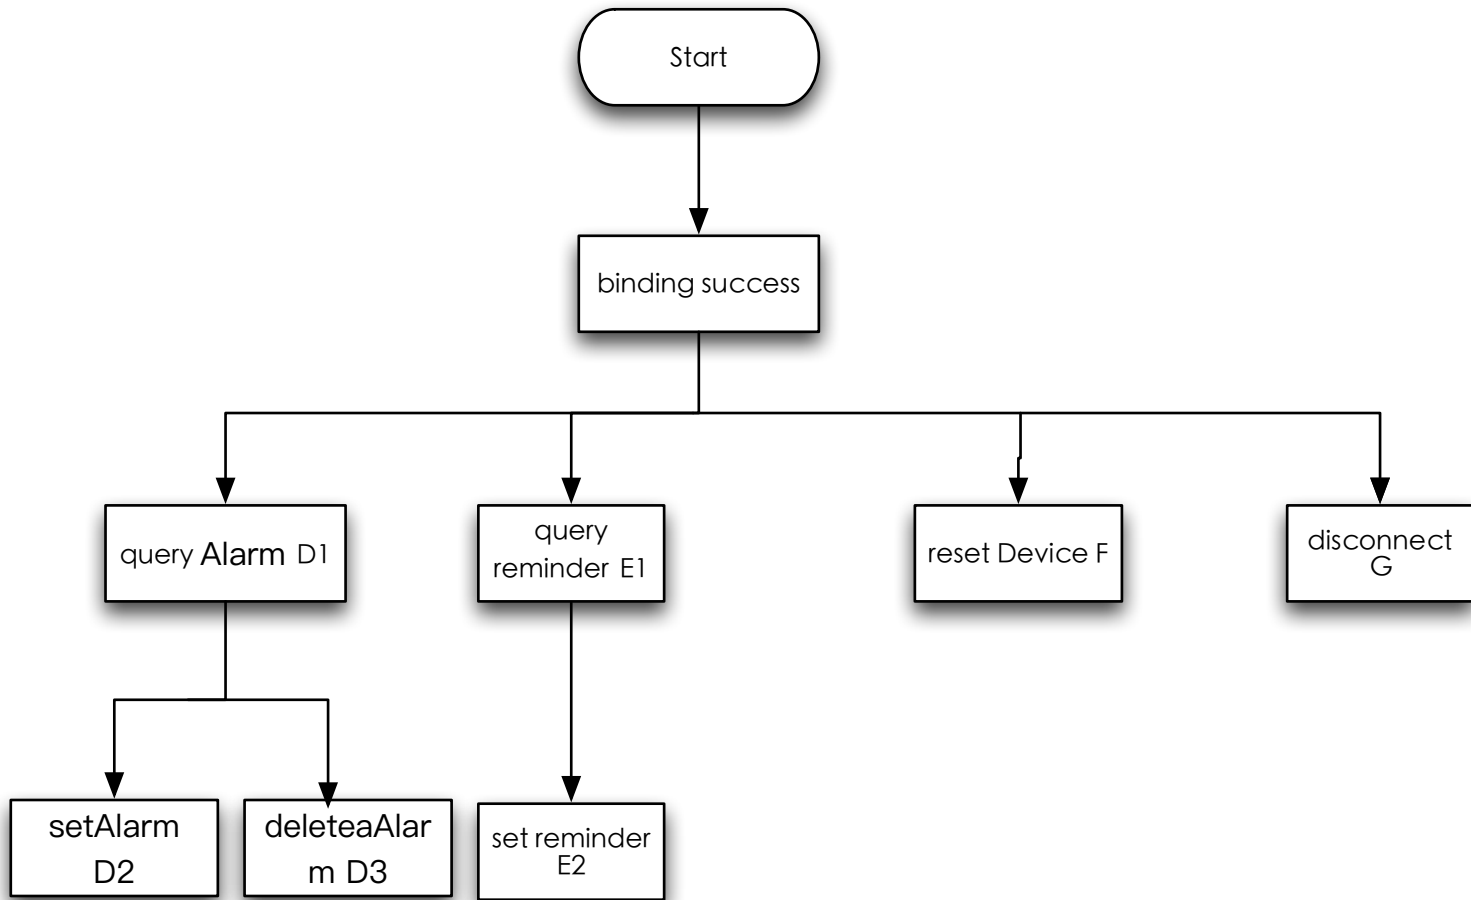 Start
binding success
query Alarm D1
query
reminder E1
reset Device F
disconnect
G
setAlarm
D2
deleteaAlar
m D3
set reminder
E2